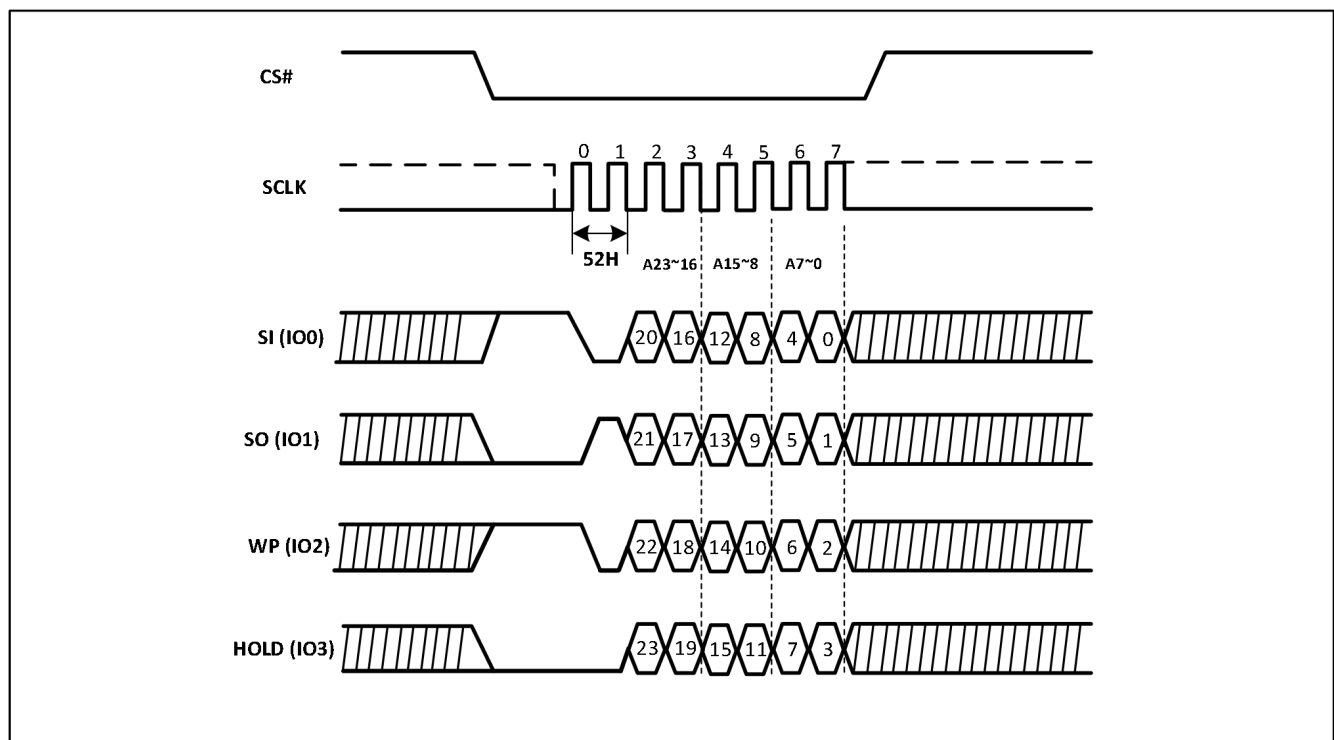 CS#
0 1 2 3 4 5 6 7
SCLK
52H
A23~16 A15~8 A7~0
SI (IO0) 20 16 12 8 4 0
SO (IO1) 21 17 13 9 5 1
WP (IO2) 22 18 14 10 6 2
HOLD (IO3) 23 19 15 11 7 3